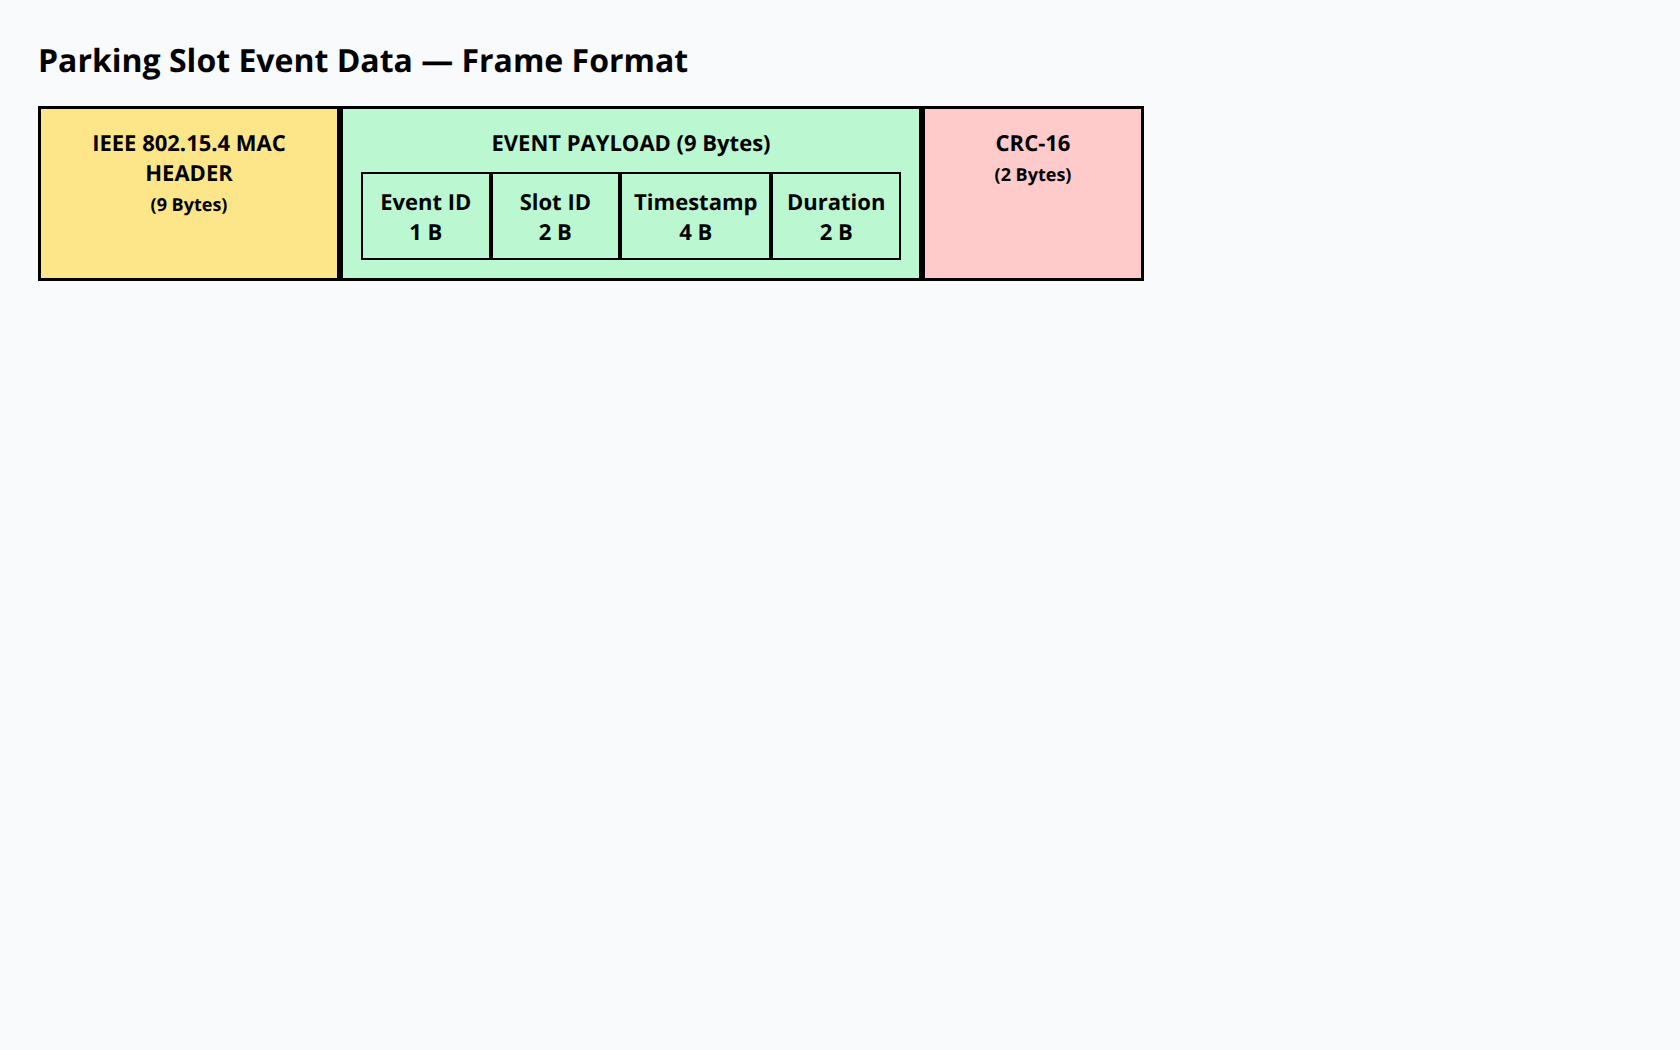 Parking Slot Event Data — Frame Format
IEEE 802.15.4 MAC
HEADER
(9 Bytes)
EVENT PAYLOAD (9 Bytes)
Event ID
1 B
Slot ID
2 B
Timestamp
4 B
Duration
2 B
CRC-16
(2 Bytes)